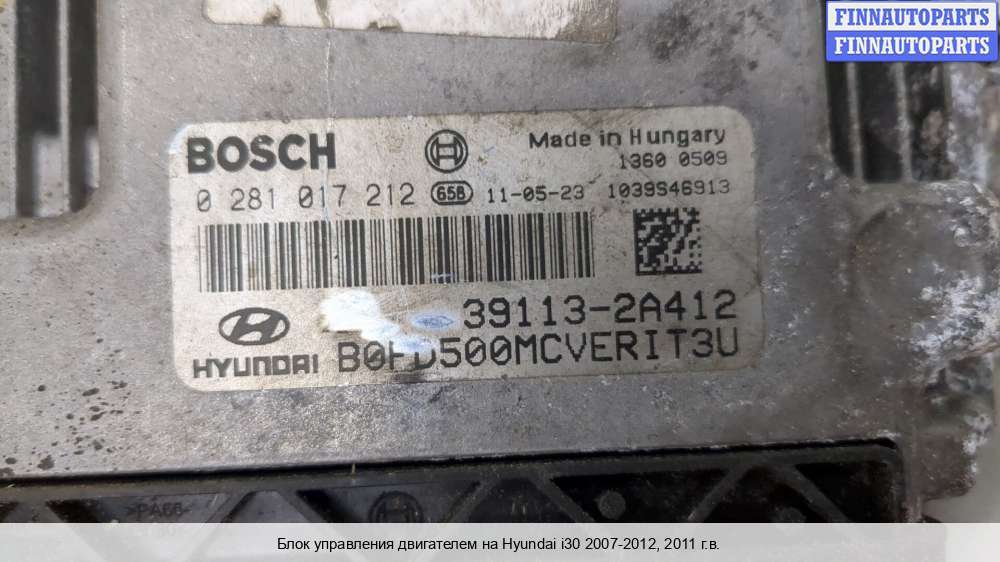 FINNAUTOPARTS
FINNAUTOPARTS
BOSCH
Made in Hungary
1360 0509
0 281 017 212 65B 11-05-23 1039S46913
39113-2A412
HYUNDAI
>PA66-
Блок управления двигателем на Hyundai i30 2007-2012, 2011 г.в.